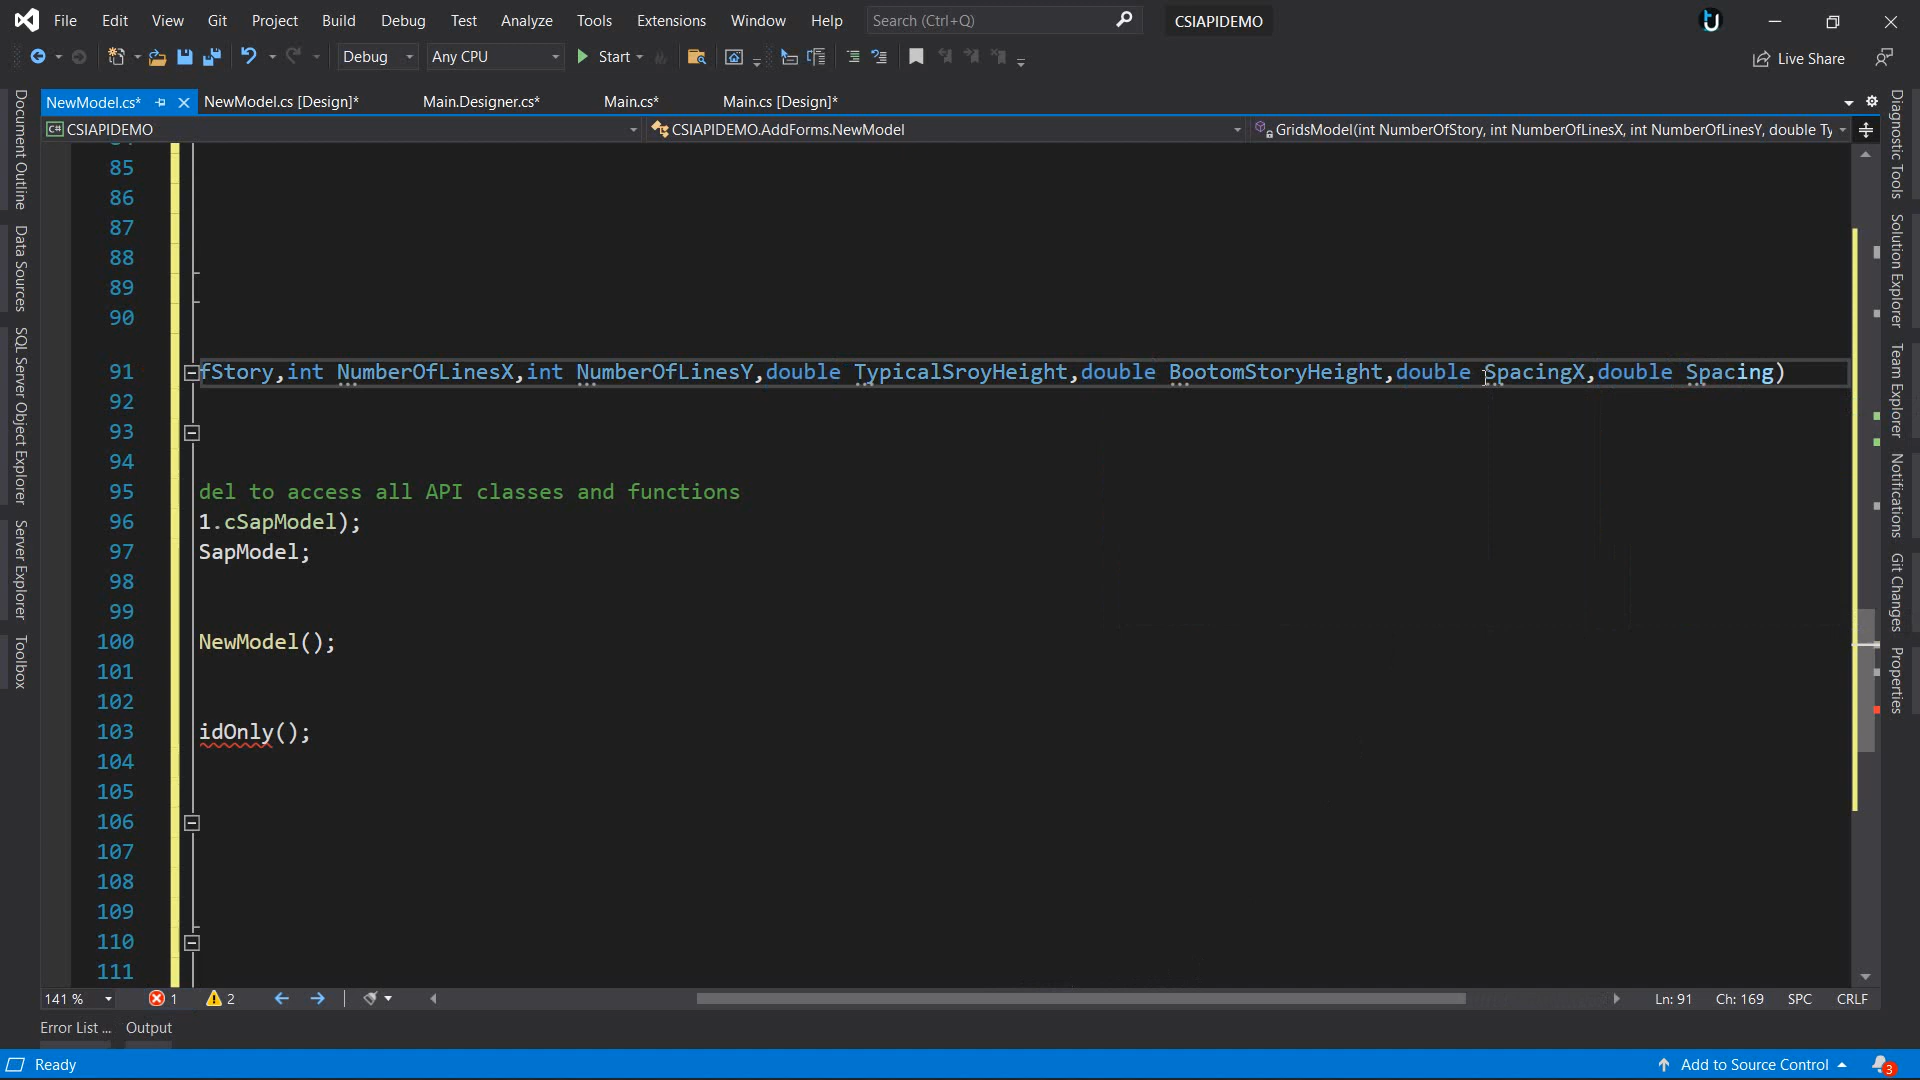 File Edit View Git Project Build Debug Test Analyze Tools Extensions Window Help Search (Ctrl+Q) CSIAPIDEMO
Debug Any CPU Start Live Share
NewModel.cs* NewModel.cs [Design]* Main.Designer.cs* Main.cs* Main.cs [Design]*
C# CSIAPIDEMO CSIAPIDEMO.AddForms.NewModel GridsModel(int NumberOfStory, int NumberOfLinesX, int NumberOfLinesY, double Ty
85
86
87
88
89
90
91 fStory,int NumberOfLinesX,int NumberOfLinesY,double TypicalSroyHeight,double BootomStoryHeight,double SpacingX,double Spacing)
92
93
94
95 del to access all API classes and functions
96 1.cSapModel);
97 SapModel;
98
99
100 NewModel();
101
102
103 idOnly();
104
105
106
107
108
109
110
111
141 % 1 2 Ln: 91 Ch: 169 SPC CRLF
Error List ... Output
Ready Add to Source Control 3
Document Outline
Data Sources
SQL Server Object Explorer
Server Explorer
Toolbox
Diagnostic Tools
Solution Explorer
Team Explorer
Notifications
Git Changes
Properties